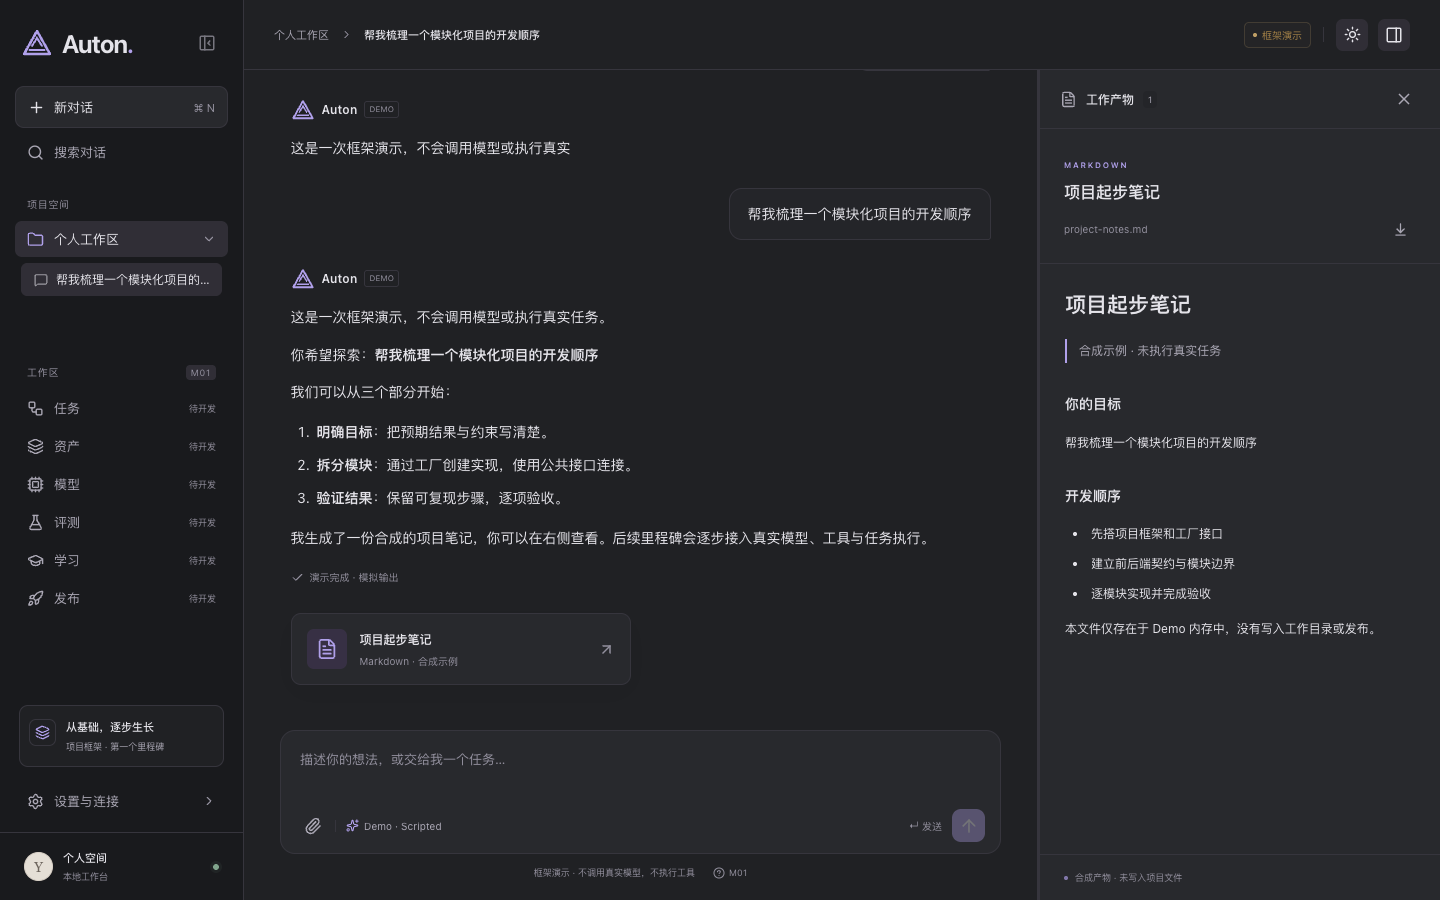 Auton.
新对话
⌘ N
搜索对话
项目空间
个人工作区
帮我梳理一个模块化项目的...
工作区
M01
任务
待开发
资产
待开发
模型
待开发
评测
待开发
学习
待开发
发布
待开发
从基础，逐步生长
项目框架 · 第一个里程碑
设置与连接
Y
个人空间
本地工作台
个人工作区
帮我梳理一个模块化项目的开发顺序
框架演示
Auton DEMO
这是一次框架演示，不会调用模型或执行真实
帮我梳理一个模块化项目的开发顺序
Auton DEMO
这是一次框架演示，不会调用模型或执行真实任务。
你希望探索：帮我梳理一个模块化项目的开发顺序
我们可以从三个部分开始：
1. 明确目标：把预期结果与约束写清楚。
2. 拆分模块：通过工厂创建实现，使用公共接口连接。
3. 验证结果：保留可复现步骤，逐项验收。
我生成了一份合成的项目笔记，你可以在右侧查看。后续里程碑会逐步接入真实模型、工具与任务执行。
演示完成 · 模拟输出
项目起步笔记
Markdown · 合成示例
描述你的想法，或交给我一个任务...
Demo · Scripted
↵ 发送
框架演示 · 不调用真实模型，不执行工具
M01
工作产物 1
MARKDOWN
项目起步笔记
project-notes.md
项目起步笔记
合成示例 · 未执行真实任务
你的目标
帮我梳理一个模块化项目的开发顺序
开发顺序
• 先搭项目框架和工厂接口
• 建立前后端契约与模块边界
• 逐模块实现并完成验收
本文件仅存在于 Demo 内存中，没有写入工作目录或发布。
合成产物 · 未写入项目文件